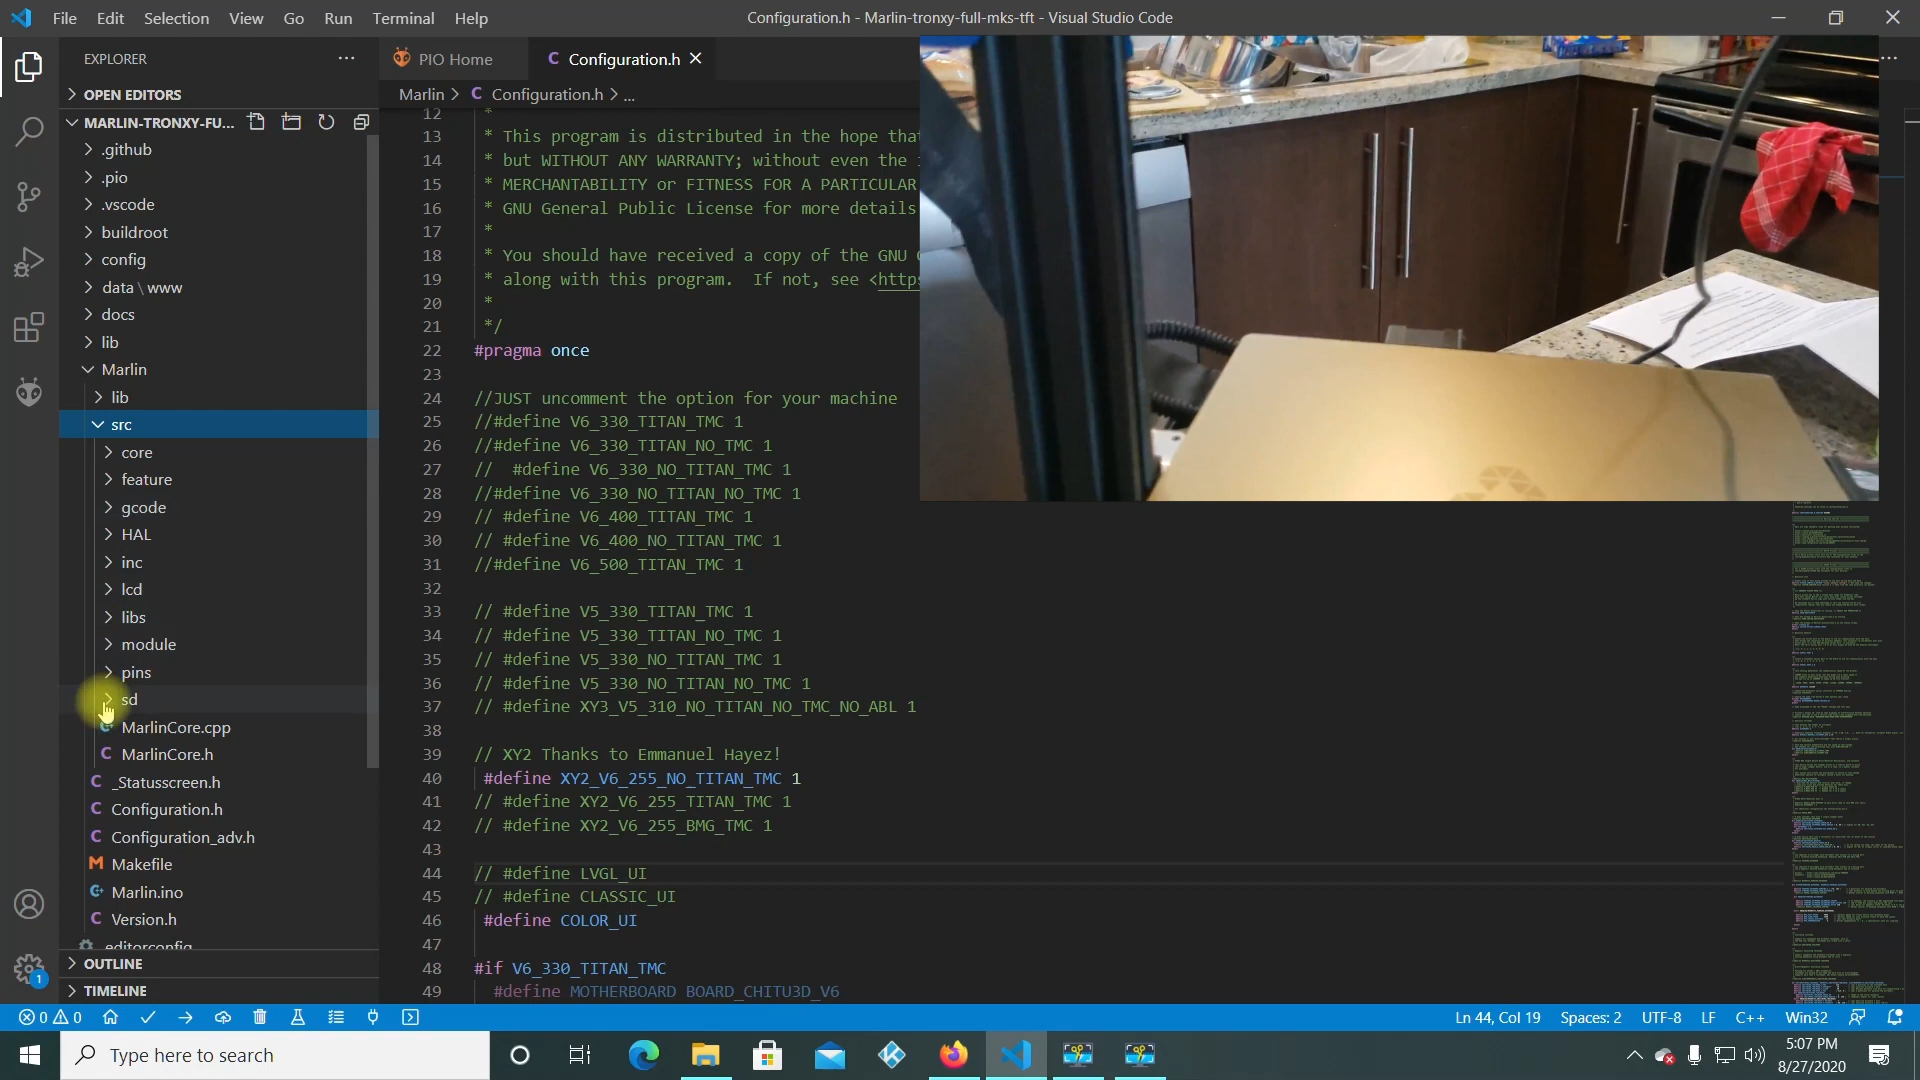 File Edit Selection View Go Run Terminal Help
Configuration.h - Marlin-tronxy-full-mks-tft - Visual Studio Code
EXPLORER
PIO Home
C Configuration.h
OPEN EDITORS
Marlin > C Configuration.h > ...
MARLIN-TRONXY-FU...
.github
.pio
.vscode
buildroot
config
data \ www
docs
lib
Marlin
lib
src
core
feature
gcode
HAL
inc
lcd
libs
module
pins
sd
MarlinCore.cpp
C MarlinCore.h
C _Statusscreen.h
C Configuration.h
C Configuration_adv.h
M Makefile
Marlin.ino
C Version.h
.editorconfig
OUTLINE
TIMELINE
12 *
13 * This program is distributed in the hope that
14 * but WITHOUT ANY WARRANTY; without even the
15 * MERCHANTABILITY or FITNESS FOR A PARTICULAR
16 * GNU General Public License for more details
17 *
18 * You should have received a copy of the GNU
19 * along with this program.  If not, see <https
20 *
21 */
22 #pragma once
23
24 //JUST uncomment the option for your machine
25 //#define V6_330_TITAN_TMC 1
26 //#define V6_330_TITAN_NO_TMC 1
27 //  #define V6_330_NO_TITAN_TMC 1
28 //#define V6_330_NO_TITAN_NO_TMC 1
29 // #define V6_400_TITAN_TMC 1
30 // #define V6_400_NO_TITAN_TMC 1
31 //#define V6_500_TITAN_TMC 1
32
33 // #define V5_330_TITAN_TMC 1
34 // #define V5_330_TITAN_NO_TMC 1
35 // #define V5_330_NO_TITAN_TMC 1
36 // #define V5_330_NO_TITAN_NO_TMC 1
37 // #define XY3_V5_310_NO_TITAN_NO_TMC_NO_ABL 1
38
39 // XY2 Thanks to Emmanuel Hayez!
40 #define XY2_V6_255_NO_TITAN_TMC 1
41 // #define XY2_V6_255_TITAN_TMC 1
42 // #define XY2_V6_255_BMG_TMC 1
43
44 // #define LVGL_UI
45 // #define CLASSIC_UI
46 #define COLOR_UI
47
48 #if V6_330_TITAN_TMC
49 #define MOTHERBOARD BOARD_CHITU3D_V6
1
0 0
Ln 44, Col 19 Spaces: 2 UTF-8 LF C++ Win32
Type here to search
5:07 PM
8/27/2020